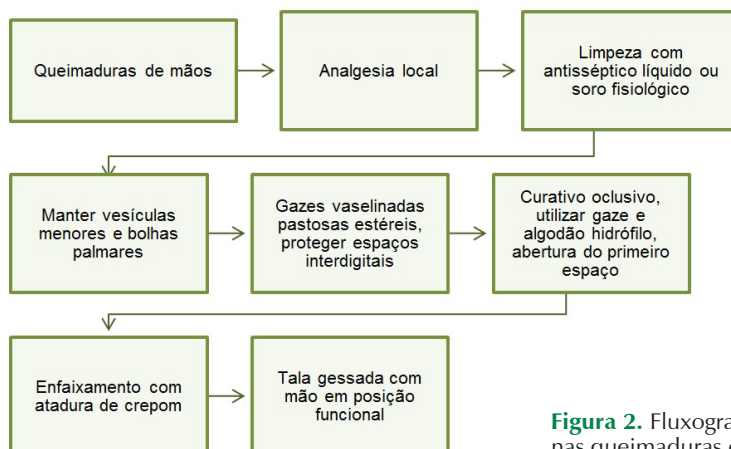 Queimaduras de mãos
Analgesia local
Limpeza com
antisséptico líquido ou
soro fisiológico
Manter vesículas
menores e bolhas
palmares
Gazes vaselinadas
pastosas estéreis,
proteger espaços
interdigitais
Curativo oclusivo,
utilizar gaze e
algodão hidrófilo,
abertura do primeiro
espaço
Enfaixamento com
atadura de crepom
Tala gessada com
mão em posição
funcional
Figura 2. Fluxogra
nas queimaduras